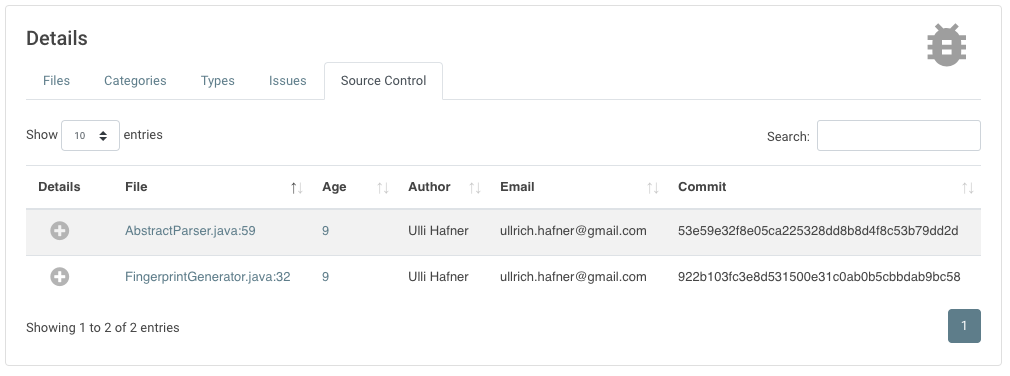 Details
Files Categories Types Issues Source Control
Show 10 entries Search:
Details File Age Author Email Commit
AbstractParser.java:59 9 Ulli Hafner ullrich.hafner@gmail.com 53e59e32f8e05ca225328dd8b8d4f8c53b79dd2d
FingerprintGenerator.java:32 9 Ulli Hafner ullrich.hafner@gmail.com 922b103fc3e8d531500e31c0ab0b5cbbdab9bc58
Showing 1 to 2 of 2 entries 1